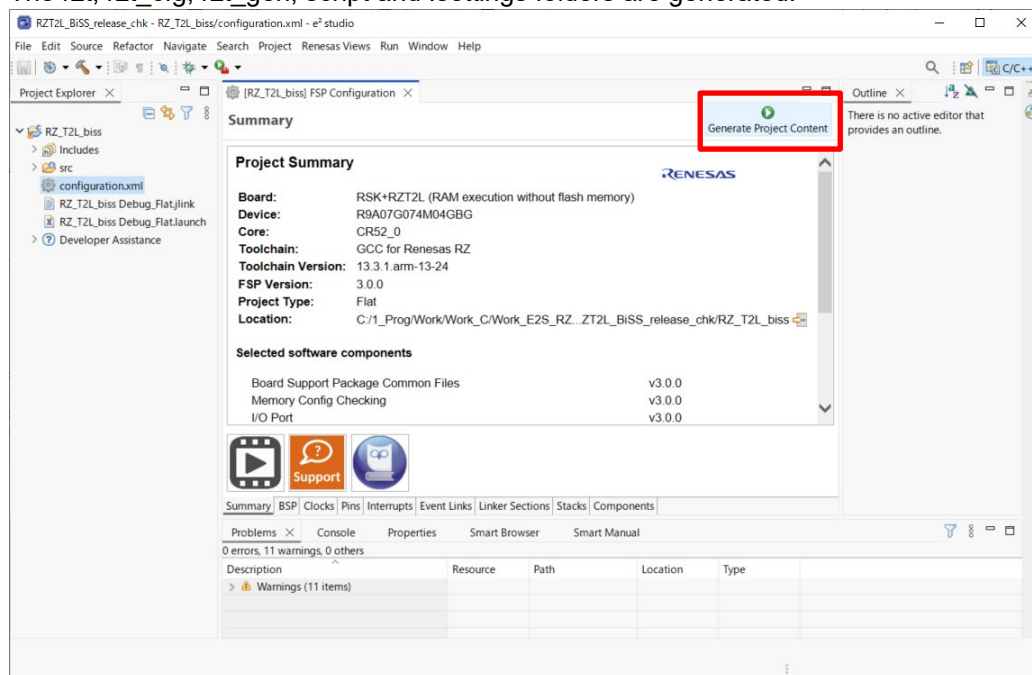 RZT2L_BiSS_release_chk - RZ_T2L_biss/configuration.xml - e² studio
File Edit Source Refactor Navigate Search Project Renesas Views Run Window Help
C/C++
Project Explorer
[RZ_T2L_biss] FSP Configuration
Outline
RZ_T2L_biss
Includes
src
configuration.xml
RZ_T2L_biss Debug_Flat.jlink
RZ_T2L_biss Debug_Flat.launch
Developer Assistance
Summary
Generate Project Content
There is no active editor that
provides an outline.
Project Summary
RENESAS
Board: RSK+RZT2L (RAM execution without flash memory)
Device: R9A07G074M04GBG
Core: CR52_0
Toolchain: GCC for Renesas RZ
Toolchain Version: 13.3.1.arm-13-24
FSP Version: 3.0.0
Project Type: Flat
Location: C:/1_Prog/Work/Work_C/Work_E2S_RZ...ZT2L_BiSS_release_chk/RZ_T2L_biss
Selected software components
Board Support Package Common Files v3.0.0
Memory Config Checking v3.0.0
I/O Port v3.0.0
Support
Summary BSP Clocks Pins Interrupts Event Links Linker Sections Stacks Components
Problems Console Properties Smart Browser Smart Manual
0 errors, 11 warnings, 0 others
Description Resource Path Location Type
Warnings (11 items)